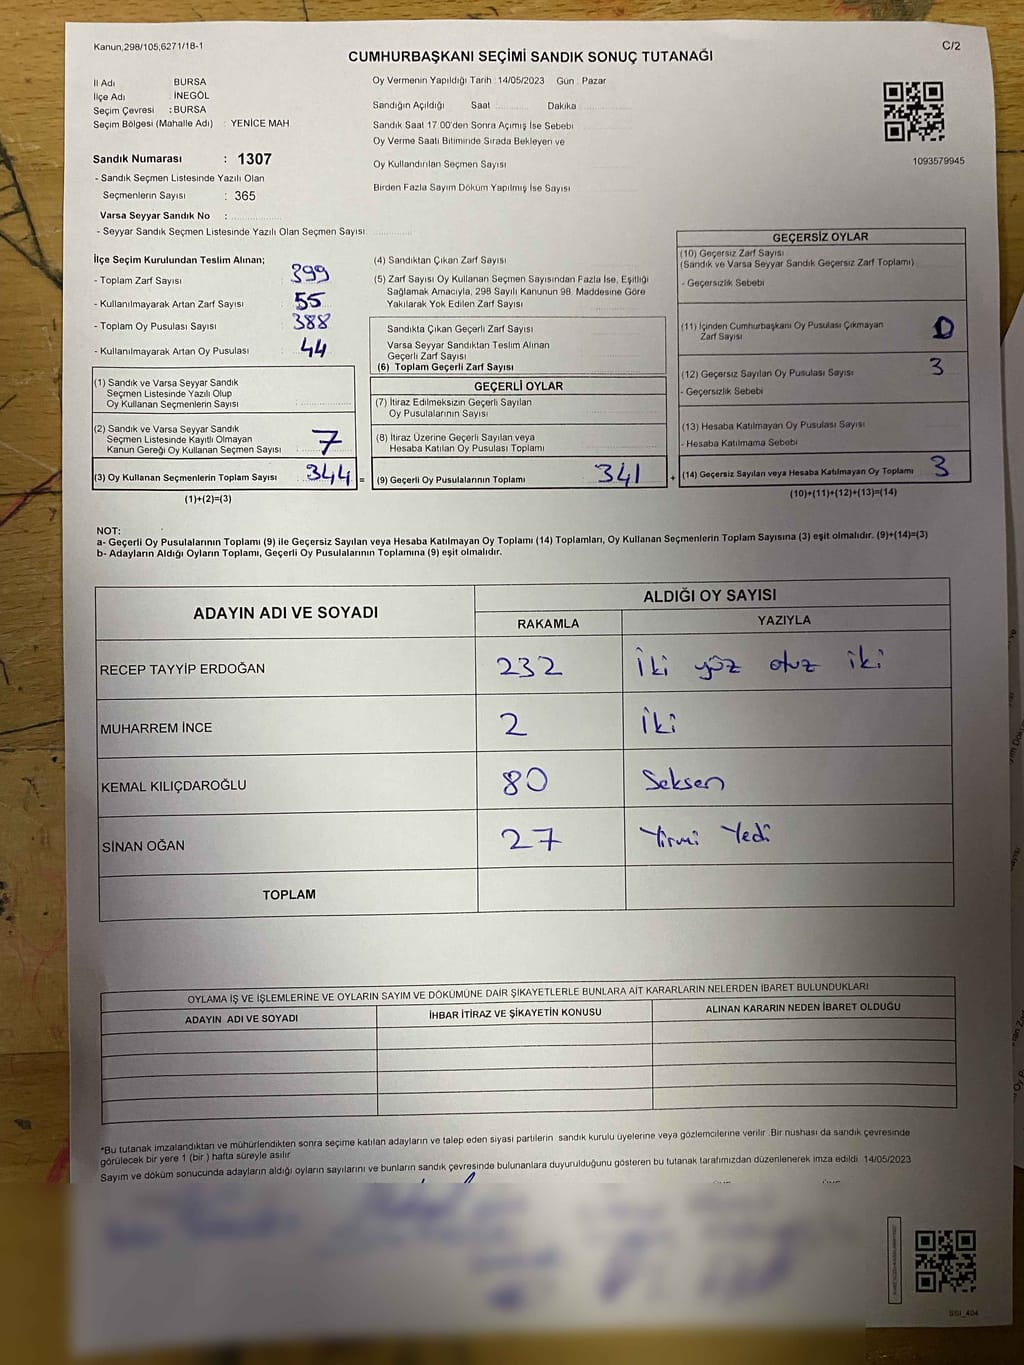 Kanun,298/105,6271/18-1
C/2
CUMHURBAŞKANI SEÇİMİ SANDIK SONUÇ TUTANAĞI
İl Adı BURSA
İlçe Adı İNEGÖL
Seçim Çevresi : BURSA
Seçim Bölgesi (Mahalle Adı) : YENİCE MAH
Sandık Numarası : 1307
- Sandık Seçmen Listesinde Yazılı Olan
Seçmenlerin Sayısı : 365
Varsa Seyyar Sandık No :
- Seyyar Sandık Seçmen Listesinde Yazılı Olan Seçmen Sayısı:
Oy Vermenin Yapıldığı Tarih : 14/05/2023 Gün : Pazar
Sandığın Açıldığı Saat Dakika
Sandık Saat 17:00'den Sonra Açımış İse Sebebi
Oy Verme Saati Bitiminde Sırada Bekleyen ve
Oy Kullandırılan Seçmen Sayısı
Birden Fazla Sayım Döküm Yapılmış İse Sayısı
1093579945
İlçe Seçim Kurulundan Teslim Alınan;
- Toplam Zarf Sayısı : 399
- Kullanılmayarak Artan Zarf Sayısı : 55
- Toplam Oy Pusulası Sayısı : 388
- Kullanılmayarak Artan Oy Pusulası : 44
(1) Sandık ve Varsa Seyyar Sandık
Seçmen Listesinde Yazılı Olup
Oy Kullanan Seçmenlerin Sayısı
(2) Sandık ve Varsa Seyyar Sandık
Seçmen Listesinde Kayıtlı Olmayan
Kanun Gereği Oy Kullanan Seçmen Sayısı : 7
(3) Oy Kullanan Seçmenlerin Toplam Sayısı : 344 =
(1)+(2)=(3)
(4) Sandıktan Çıkan Zarf Sayısı
(5) Zarf Sayısı Oy Kullanan Seçmen Sayısından Fazla İse, Eşitliği
Sağlamak Amacıyla, 298 Sayılı Kanunun 98. Maddesine Göre
Yakılarak Yok Edilen Zarf Sayısı
Sandıkta Çıkan Geçerli Zarf Sayısı
Varsa Seyyar Sandıktan Teslim Alınan
Geçerli Zarf Sayısı
(6) Toplam Geçerli Zarf Sayısı
GEÇERLİ OYLAR
(7) İtiraz Edilmeksizin Geçerli Sayılan
Oy Pusulalarının Sayısı
(8) İtiraz Üzerine Geçerli Sayılan veya
Hesaba Katılan Oy Pusulası Toplamı
(9) Geçerli Oy Pusulalarının Toplamı 341 +
GEÇERSİZ OYLAR
(10) Geçersiz Zarf Sayısı
(Sandık ve Varsa Seyyar Sandık Geçersiz Zarf Toplamı)
- Geçersizlik Sebebi
(11) İçinden Cumhurbaşkanı Oy Pusulası Çıkmayan
Zarf Sayısı 0
(12) Geçersiz Sayılan Oy Pusulası Sayısı 3
- Geçersizlik Sebebi
(13) Hesaba Katılmayan Oy Pusulası Sayısı
- Hesaba Katılmama Sebebi
(14) Geçersiz Sayılan veya Hesaba Katılmayan Oy Toplamı 3
(10)+(11)+(12)+(13)=(14)
NOT:
a- Geçerli Oy Pusulalarının Toplamı (9) ile Geçersiz Sayılan veya Hesaba Katılmayan Oy Toplamı (14) Toplamları, Oy Kullanan Seçmenlerin Toplam Sayısına (3) eşit olmalıdır. (9)+(14)=(3)
b- Adayların Aldığı Oyların Toplamı, Geçerli Oy Pusulalarının Toplamına (9) eşit olmalıdır.
ADAYIN ADI VE SOYADI
ALDIĞI OY SAYISI
RAKAMLA YAZIYLA
RECEP TAYYİP ERDOĞAN 232 İki yüz otuz iki
MUHARREM İNCE 2 İki
KEMAL KILIÇDAROĞLU 80 Seksen
SİNAN OĞAN 27 Yirmi Yedi
TOPLAM
OYLAMA İŞ VE İŞLEMLERİNE VE OYLARIN SAYIM VE DÖKÜMÜNE DAİR ŞİKAYETLERLE BUNLARA AİT KARARLARIN NELERDEN İBARET BULUNDUKLARI
ADAYIN ADI VE SOYADI İHBAR İTİRAZ VE ŞİKAYETİN KONUSU ALINAN KARARIN NEDEN İBARET OLDUĞU
*Bu tutanak imzalandıktan ve mühürlendikten sonra seçime katılan adayların ve talep eden siyasi partilerin sandık kurulu üyelerine veya gözlemcilerine verilir .Bir nüshası da sandık çevresinde
görülecek bir yere 1 (bir ) hafta süreyle asılır
Sayım ve döküm sonucunda adayların aldığı oyların sayılarını ve bunların sandık çevresinde bulunanlara duyurulduğunu gösteren bu tutanak tarafımızdan düzenlenerek imza edildi 14/05/2023
SSI_404